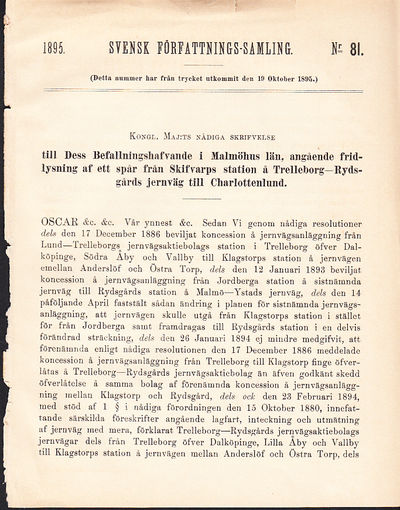 1895. SVENSK FÖRFATTNINGS-SAMLING. Nr 81.
(Detta nummer har från trycket utkommit den 19 Oktober 1895.)
KONGL. MAJ:TS NÅDIGA SKRIFVELSE
till Dess Befallningshafvande i Malmöhus län, angående frid-
lysning af ett spår från Skifvarps station å Trelleborg—Ryds-
gårds jernväg till Charlottenlund.
OSCAR &c. &c. Vår ynnest &c. Sedan Vi genom nådiga resolutioner
dels den 17 December 1886 beviljat koncession å jernvägsanläggning från
Lund—Trelleborgs jernvägsaktiebolags station i Trelleborg öfver Dal-
köpinge, Södra Åby och Vallby till Klagstorps station å jernvägen
emellan Anderslöf och Östra Torp, dels den 12 Januari 1893 beviljat
koncession å jernvägsanläggning från Jordberga station å sistnämnda
jernväg till Rydsgårds station å Malmö—Ystads jernväg, dels den 14
påföljande April fastställt sådan ändring i planen för sistnämnda jernvägs-
anläggning, att jernvägen skulle utgå från Klagstorps station i stället
för från Jordberga samt framdragas till Rydsgårds station i en delvis
förändrad sträckning, dels den 26 Januari 1894 ej mindre medgifvit, att
förenämnda enligt nådiga resolutionen den 17 December 1886 meddelade
koncession å jernvägsanläggning från Trelleborg till Klagstorp finge öfver-
låtas å Trelleborg—Rydsgårds jernvägsaktiebolag än äfven godkänt skedd
öfverlåtelse å samma bolag af förenämnda koncession å jernvägsanlägg-
ning mellan Klagstorp och Rydsgård, dels ock den 23 Februari 1894,
med stöd af 1 § i nådiga förordningen den 15 Oktober 1880, innefat-
tande särskilda föreskrifter angående lagfart, inteckning och utmätning
af jernväg med mera, förklarat Trelleborg—Rydsgårds jernvägsaktiebolags
jernvägar dels från Trelleborg öfver Dalköpinge, Lilla Åby och Vallby
till Klagstorps station å jernvägen mellan Anderslöf och Östra Torp, dels